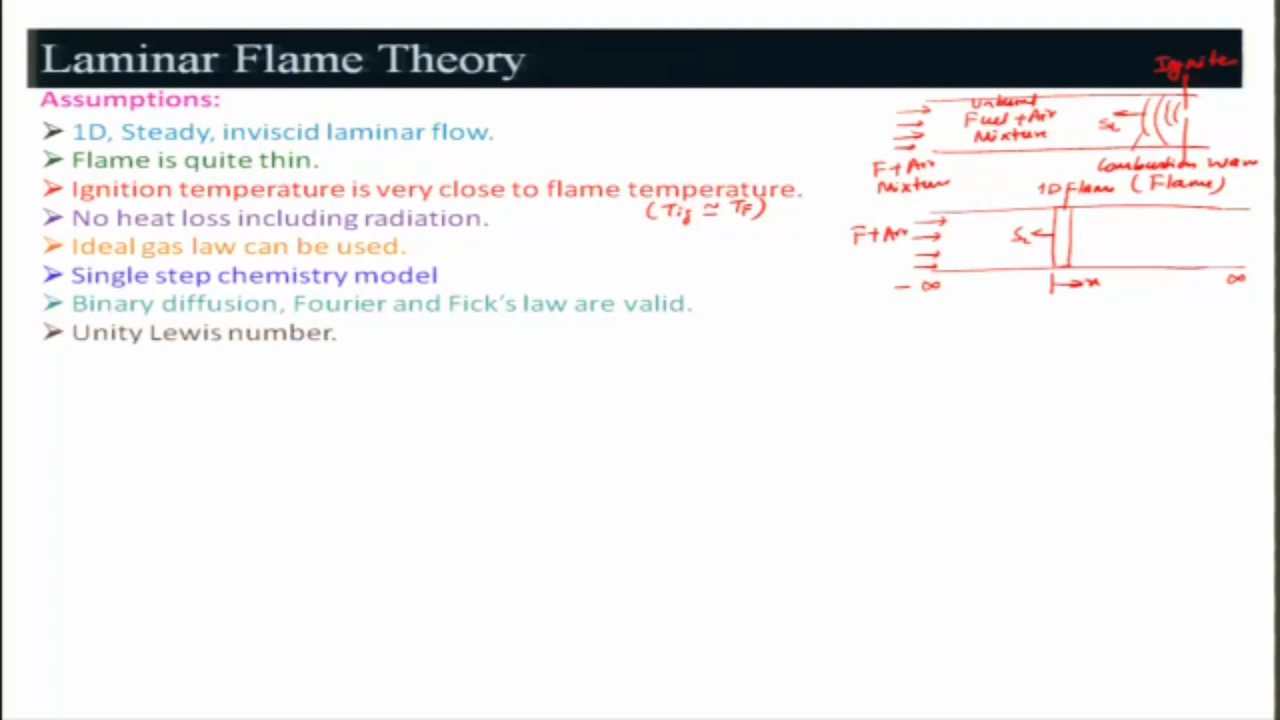 Laminar Flame Theory
Assumptions:
➢ 1D, Steady, inviscid laminar flow.
➢ Flame is quite thin.
➢ Ignition temperature is very close to flame temperature.
(Tig ≃ TF)
➢ No heat loss including radiation.
➢ Ideal gas law can be used.
➢ Single step chemistry model
➢ Binary diffusion, Fourier and Fick's law are valid.
➢ Unity Lewis number.
Igniter
Fuel + Air
Mixture
SL
F + Air
Mixture
Combustion wave
(Flame)
1D Flame
F + Air
SL
- ∞
x
∞